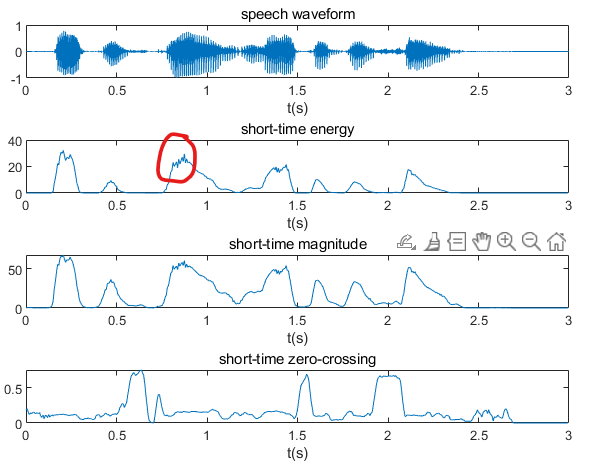 speech waveform
1
0
-1
0 0.5 1 1.5 2 2.5 3
t(s)
short-time energy
40
20
0
0 0.5 1 1.5 2 2.5 3
t(s)
short-time magnitude
50
0
0 0.5 1 1.5 2 2.5 3
t(s)
short-time zero-crossing
0.5
0
0 0.5 1 1.5 2 2.5 3
t(s)